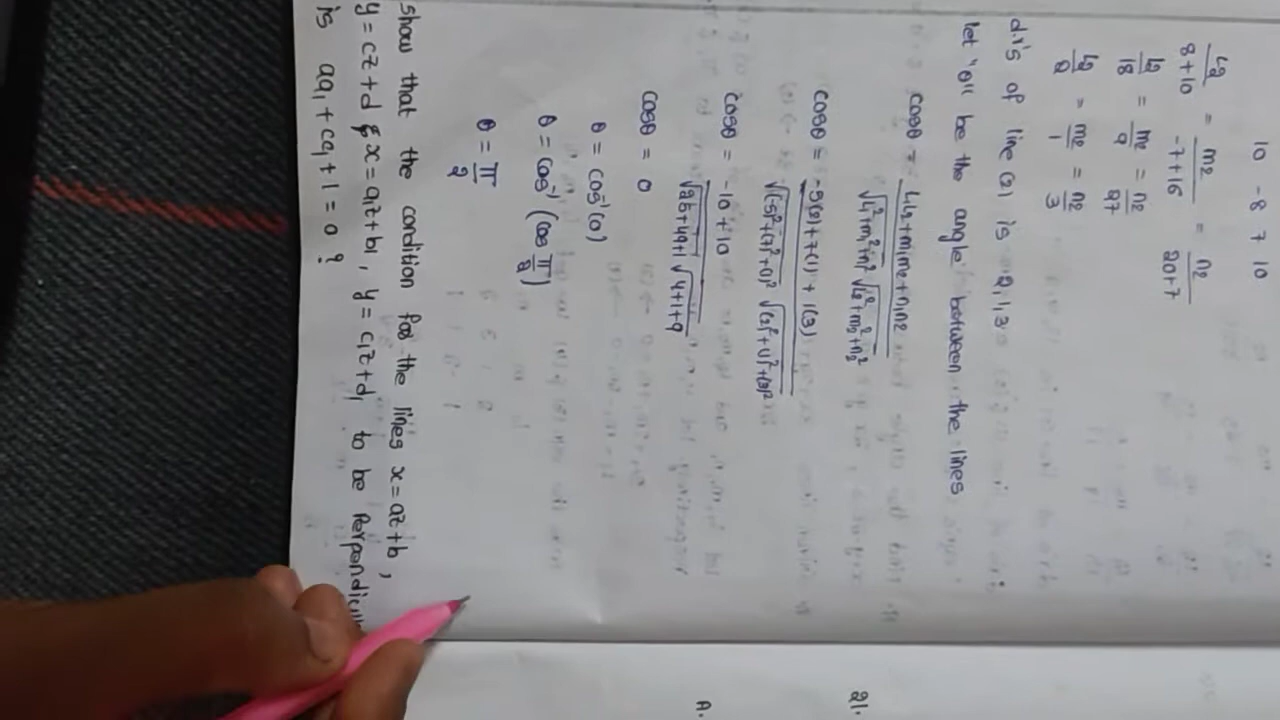 10 -8 7 10
l2/8+10 = m2/-7+16 = n2/20+7
l2/18 = m2/9 = n2/27
l2/2 = m2/1 = n2/3
d.r's of line (2) is 2,1,3
let "θ" be the angle between the lines
cosθ = l1l2 + m1m2 + n1n2 / √l1²+m1²+n1² √l2²+m2²+n2²
cosθ = -5(2)+7(1)+1(3) / √(-5)²+(7)²+(1)² √(2)²+(1)²+(3)²
cosθ = -10+10 / √25+49+1 √4+1+9
cosθ = 0
θ = cos⁻¹(0)
θ = cos⁻¹(cos π/2)
θ = π/2
show that the condition for the lines x=az+b,
y=cz+d & x=a1z+b1, y=c1z+d1 to be Perpendicul
is aa1+cc1+1=0 ?
21.
A.